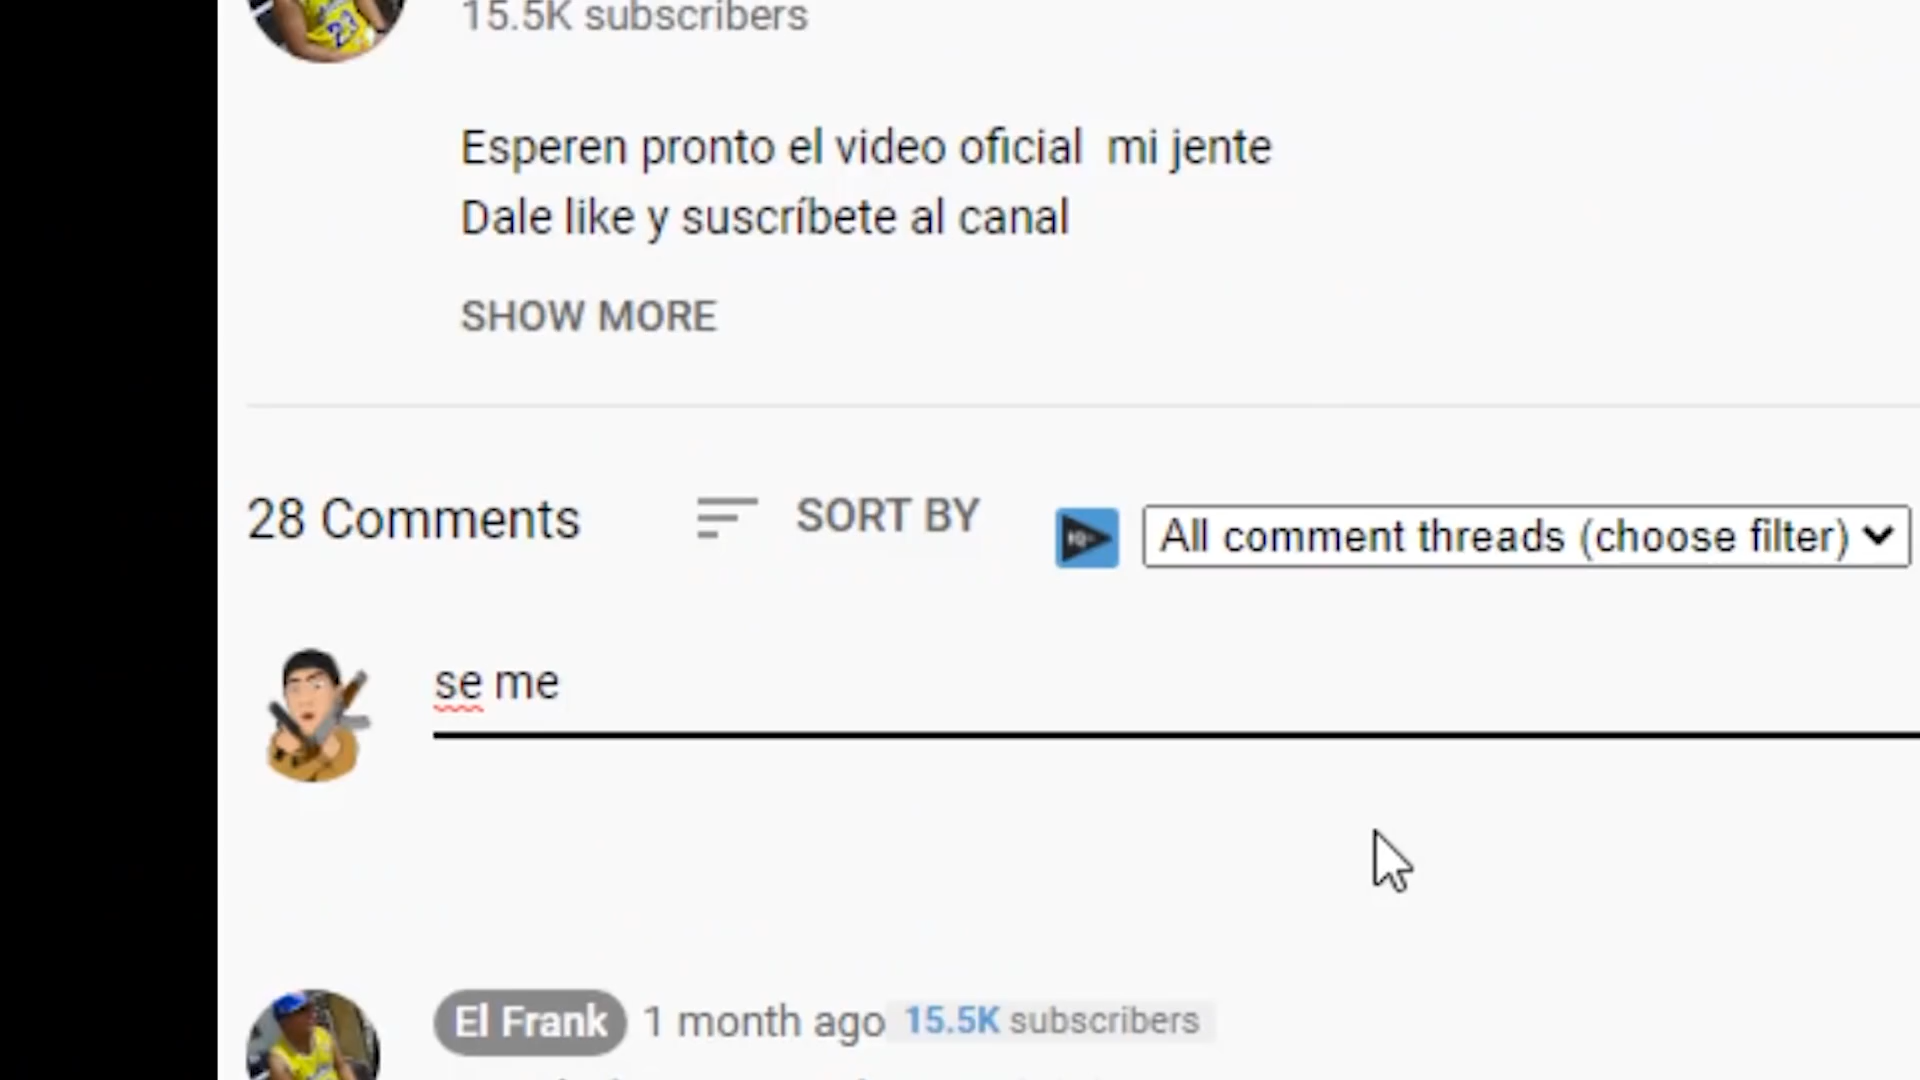 15.5K subscribers
Esperen pronto el video oficial  mi jente
Dale like y suscríbete al canal
SHOW MORE
28 Comments
SORT BY
All comment threads (choose filter)
se me
El Frank 1 month ago 15.5K subscribers